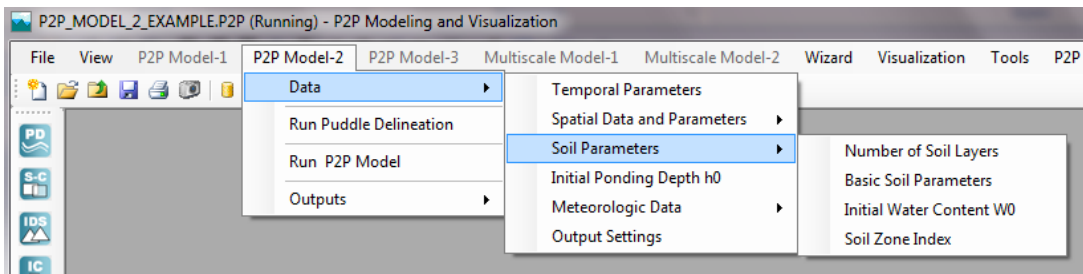 P2P_MODEL_2_EXAMPLE.P2P (Running) - P2P Modeling and Visualization
File View P2P Model-1 P2P Model-2 P2P Model-3 Multiscale Model-1 Multiscale Model-2 Wizard Visualization Tools P2P
Data
Run Puddle Delineation
Run P2P Model
Outputs
Temporal Parameters
Spatial Data and Parameters
Soil Parameters
Initial Ponding Depth h0
Meteorologic Data
Output Settings
Number of Soil Layers
Basic Soil Parameters
Initial Water Content W0
Soil Zone Index
PD
S-C
IDS
IC